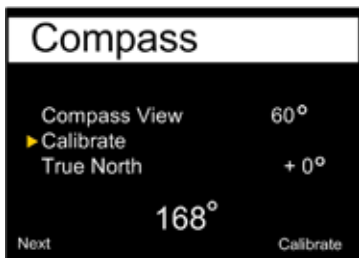 Compass
Compass View 60°
Calibrate
True North + 0°
168°
Next Calibrate